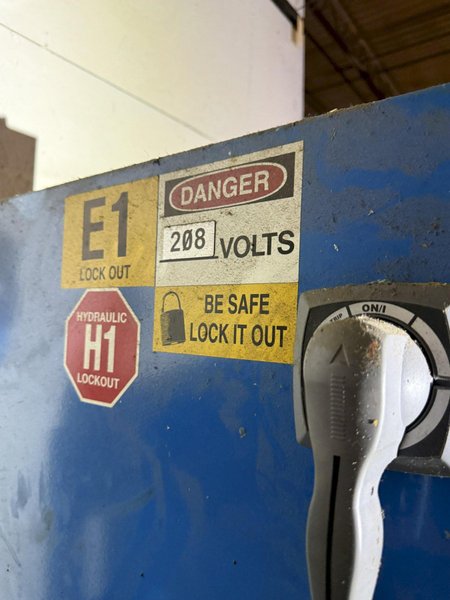 E1
LOCK OUT
DANGER
208 VOLTS
BE SAFE
LOCK IT OUT
HYDRAULIC
H1
LOCKOUT
ON/I